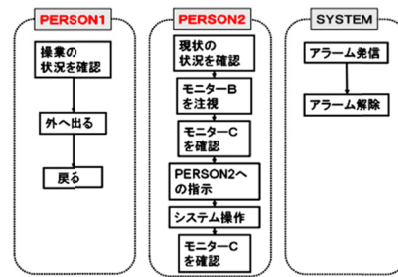 PERSON1
操業の
状況を確認
外へ出る
戻る
PERSON2
現状の
状況を確認
モニターB
を注視
モニターC
を確認
PERSON2へ
の指示
システム操作
モニターC
を確認
SYSTEM
アラーム発信
アラーム解除